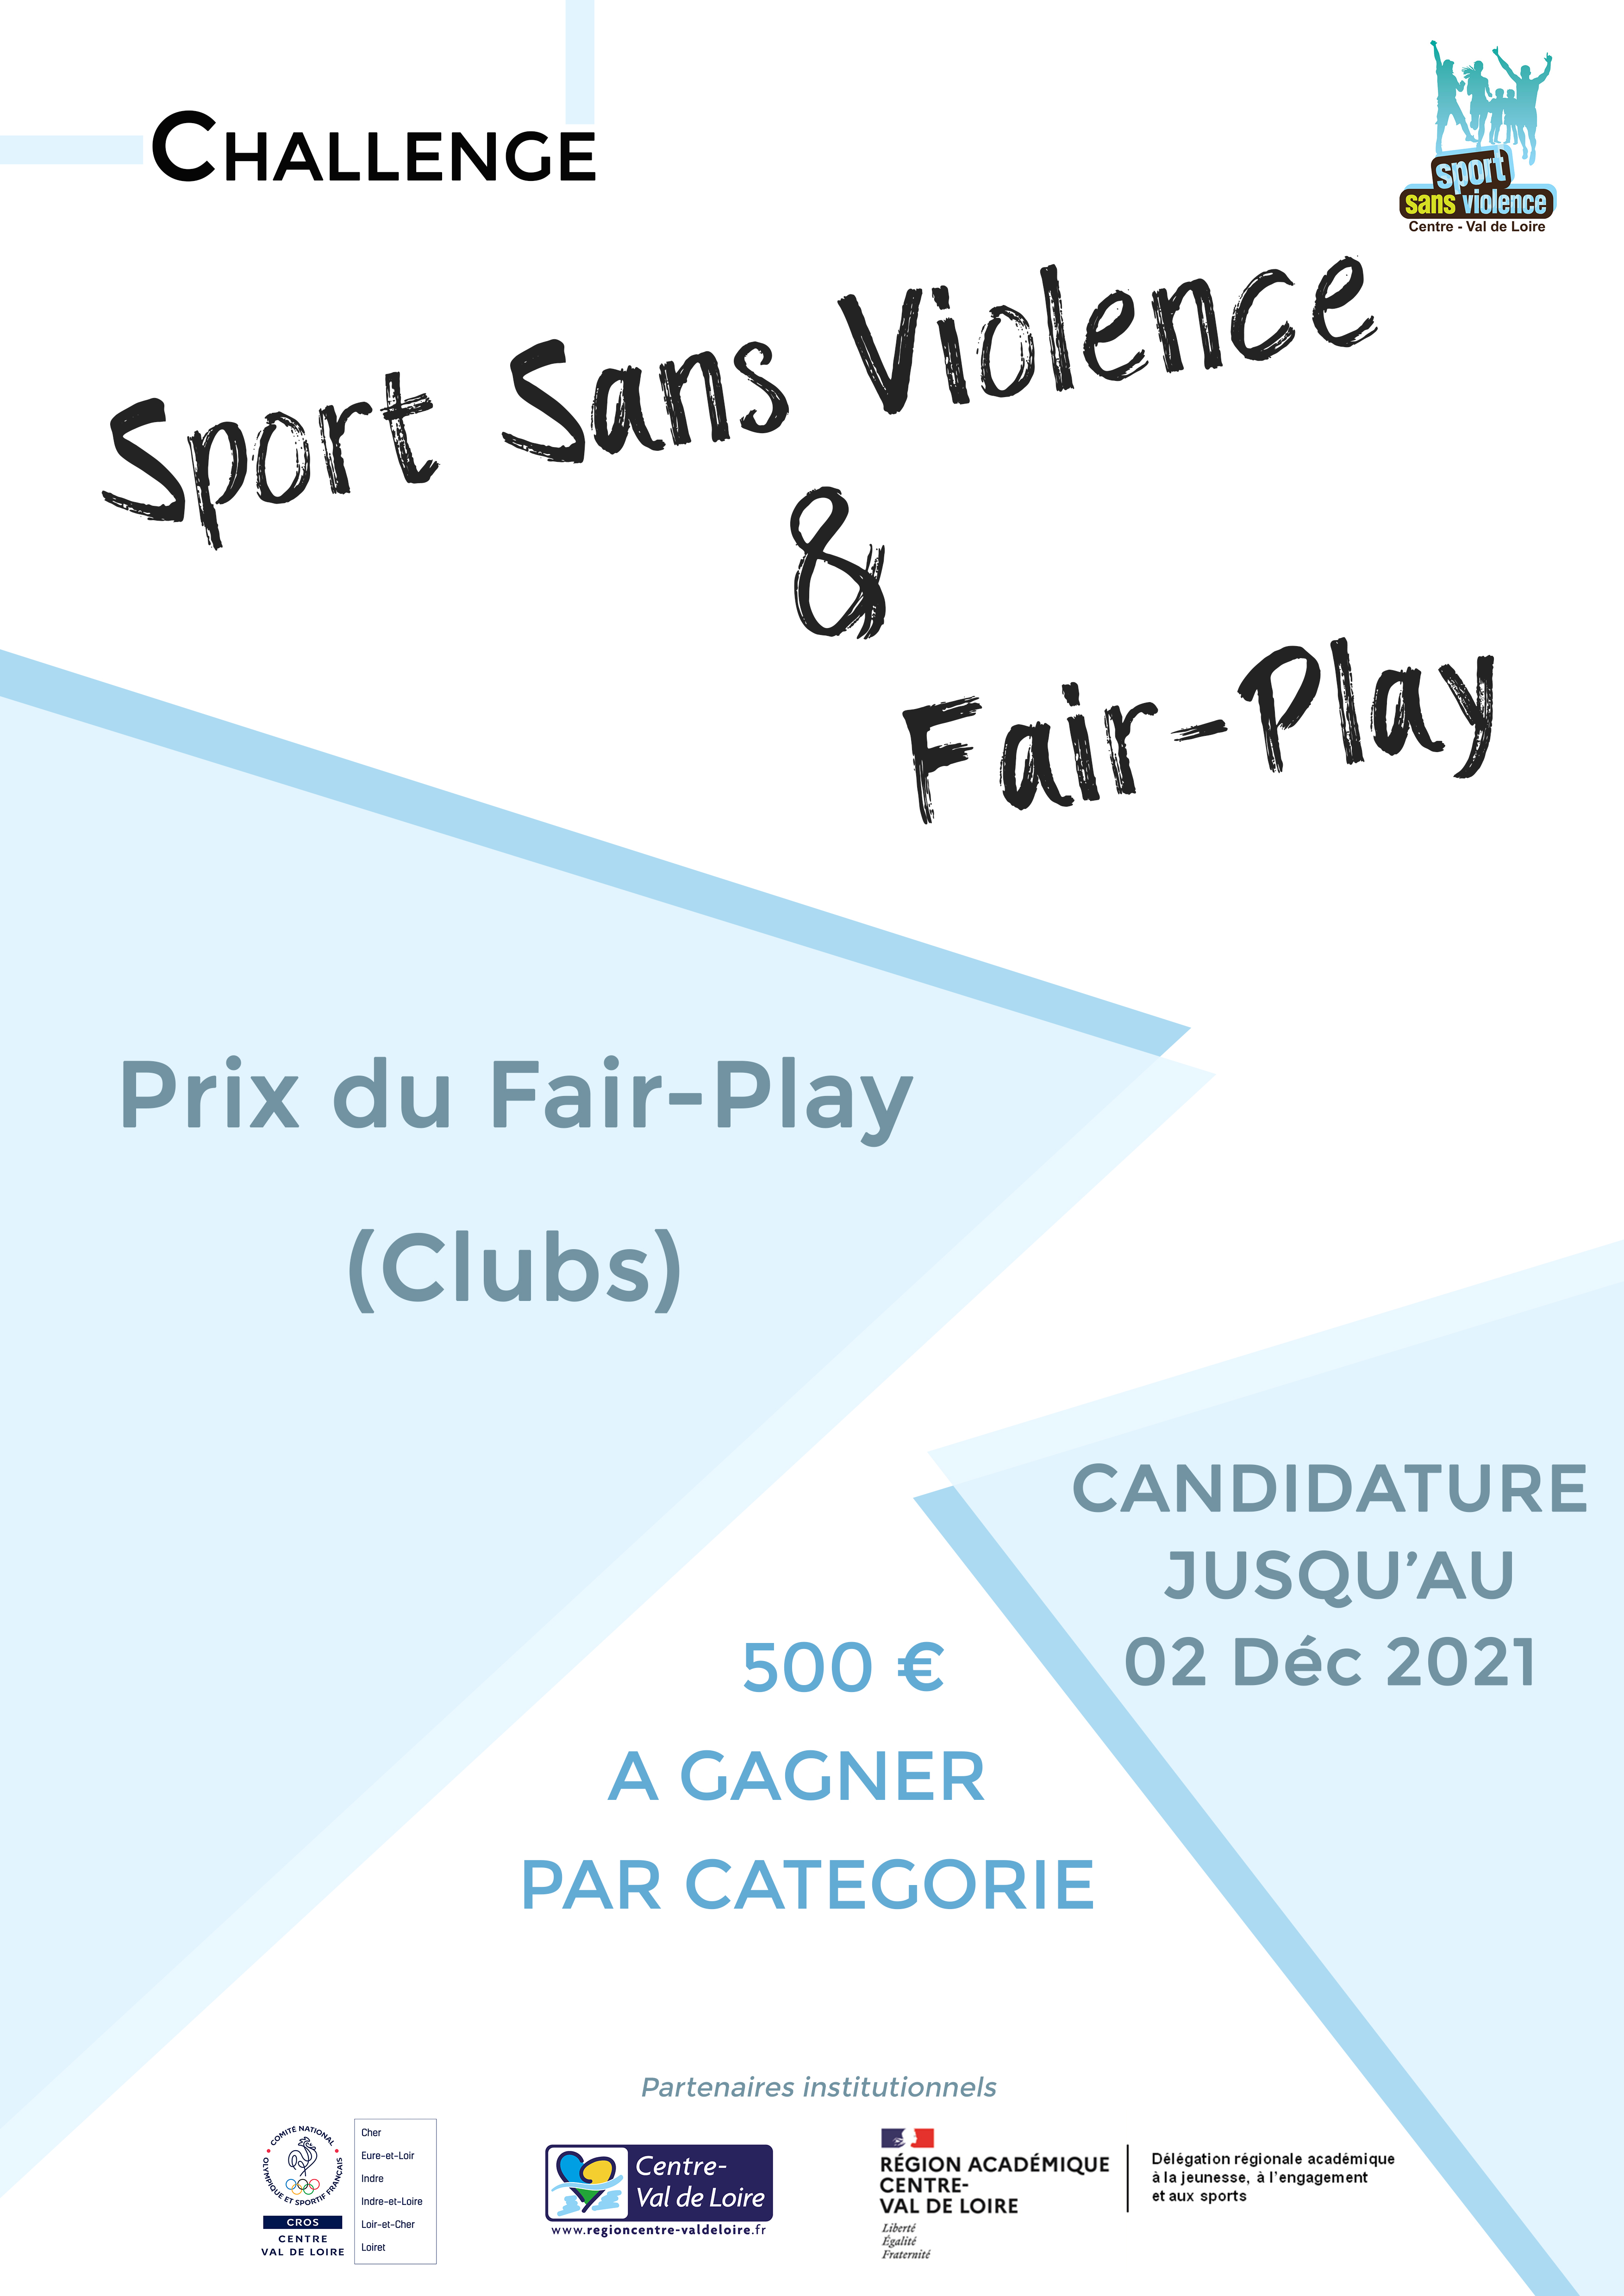 CHALLENGE
sport
sans violence
Centre - Val de Loire
Sport Sans Violence
&
Fair-Play
Prix du Fair-Play
(Clubs)
CANDIDATURE
JUSQU’AU
02 Déc 2021
500 €
A GAGNER
PAR CATEGORIE
Partenaires institutionnels
COMITÉ NATIONAL
OLYMPIQUE ET SPORTIF FRANÇAIS
CROS
CENTRE
VAL DE LOIRE
Cher
Eure-et-Loir
Indre
Indre-et-Loire
Loir-et-Cher
Loiret
Centre-
Val de Loire
www.regioncentre-valdeloire.fr
RÉGION ACADÉMIQUE
CENTRE-
VAL DE LOIRE
Liberté
Égalité
Fraternité
Délégation régionale académique
à la jeunesse, à l’engagement
et aux sports